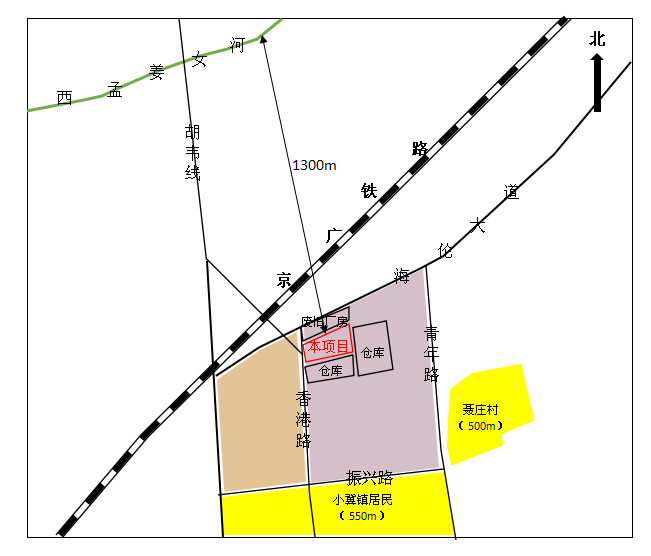 北
西孟姜女河
胡韦线
1300m
京广铁路
海伦大道
废旧厂房
本项目
仓库
仓库
青年路
香港路
聂庄村
（500m）
振兴路
小冀镇居民
（550m）